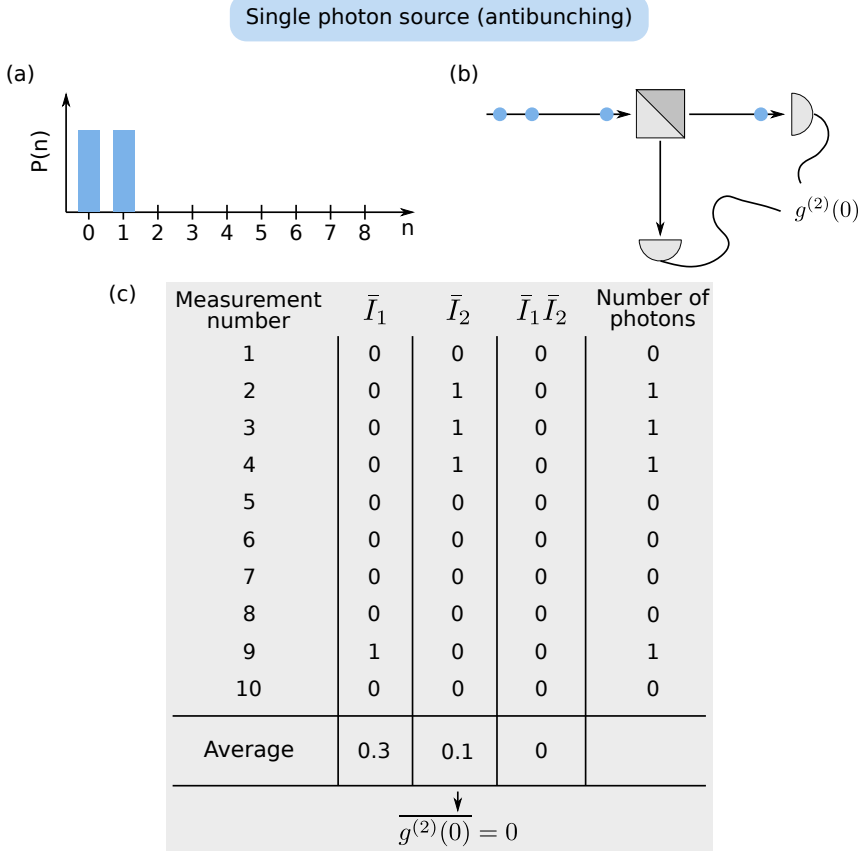 Single photon source (antibunching)
(a)
P(n)
0 1 2 3 4 5 6 7 8 n
(b)
g^{(2)}(0)
(c)
Measurement number Ī₁ Ī₂ Ī₁Ī₂ Number of photons
1 0 0 0 0
2 0 1 0 1
3 0 1 0 1
4 0 1 0 1
5 0 0 0 0
6 0 0 0 0
7 0 0 0 0
8 0 0 0 0
9 1 0 0 1
10 0 0 0 0
Average 0.3 0.1 0
\overline{g^{(2)}(0)} = 0